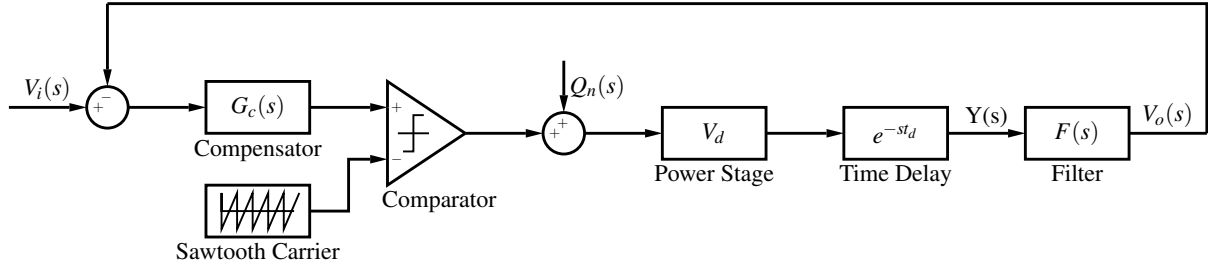 V_i(s)
+
−
G_c(s)
Compensator
+
−
Comparator
Sawtooth Carrier
Q_n(s)
+
+
V_d
Power Stage
e^{-st_d}
Time Delay
Y(s)
F(s)
Filter
V_o(s)